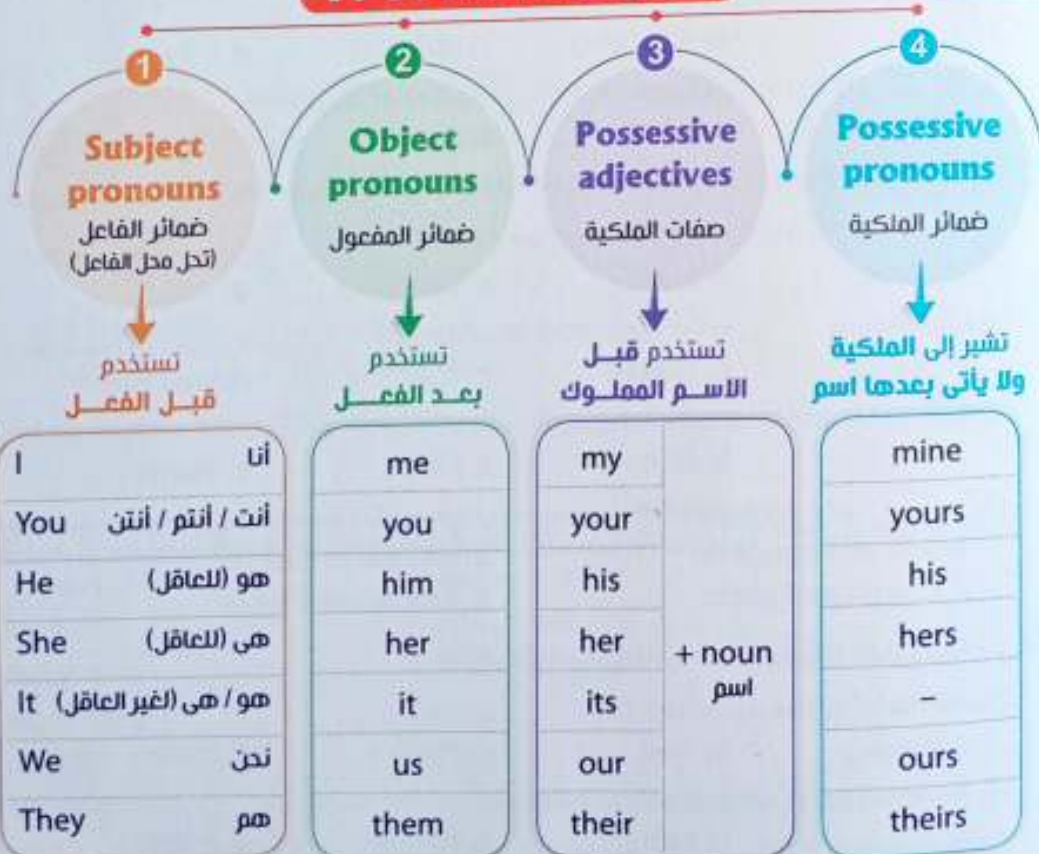 1
Subject
pronouns
ضمائر الفاعل
(تحل محل الفاعل)
تستخدم
قبل الفعل
2
Object
pronouns
ضمائر المفعول
تستخدم
بعد الفعل
3
Possessive
adjectives
صفات الملكية
تستخدم قبل
الاسم المملوك
4
Possessive
pronouns
ضمائر الملكية
تشير إلى الملكية
ولا يأتى بعدها اسم
I أنا
You أنت / أنتم / أنتن
He هو (للعاقل)
She هى (للعاقل)
It هو / هى (لغير العاقل)
We نحن
They هم
me
you
him
her
it
us
them
my
your
his
her
its
our
their
+ noun
اسم
mine
yours
his
hers
–
ours
theirs